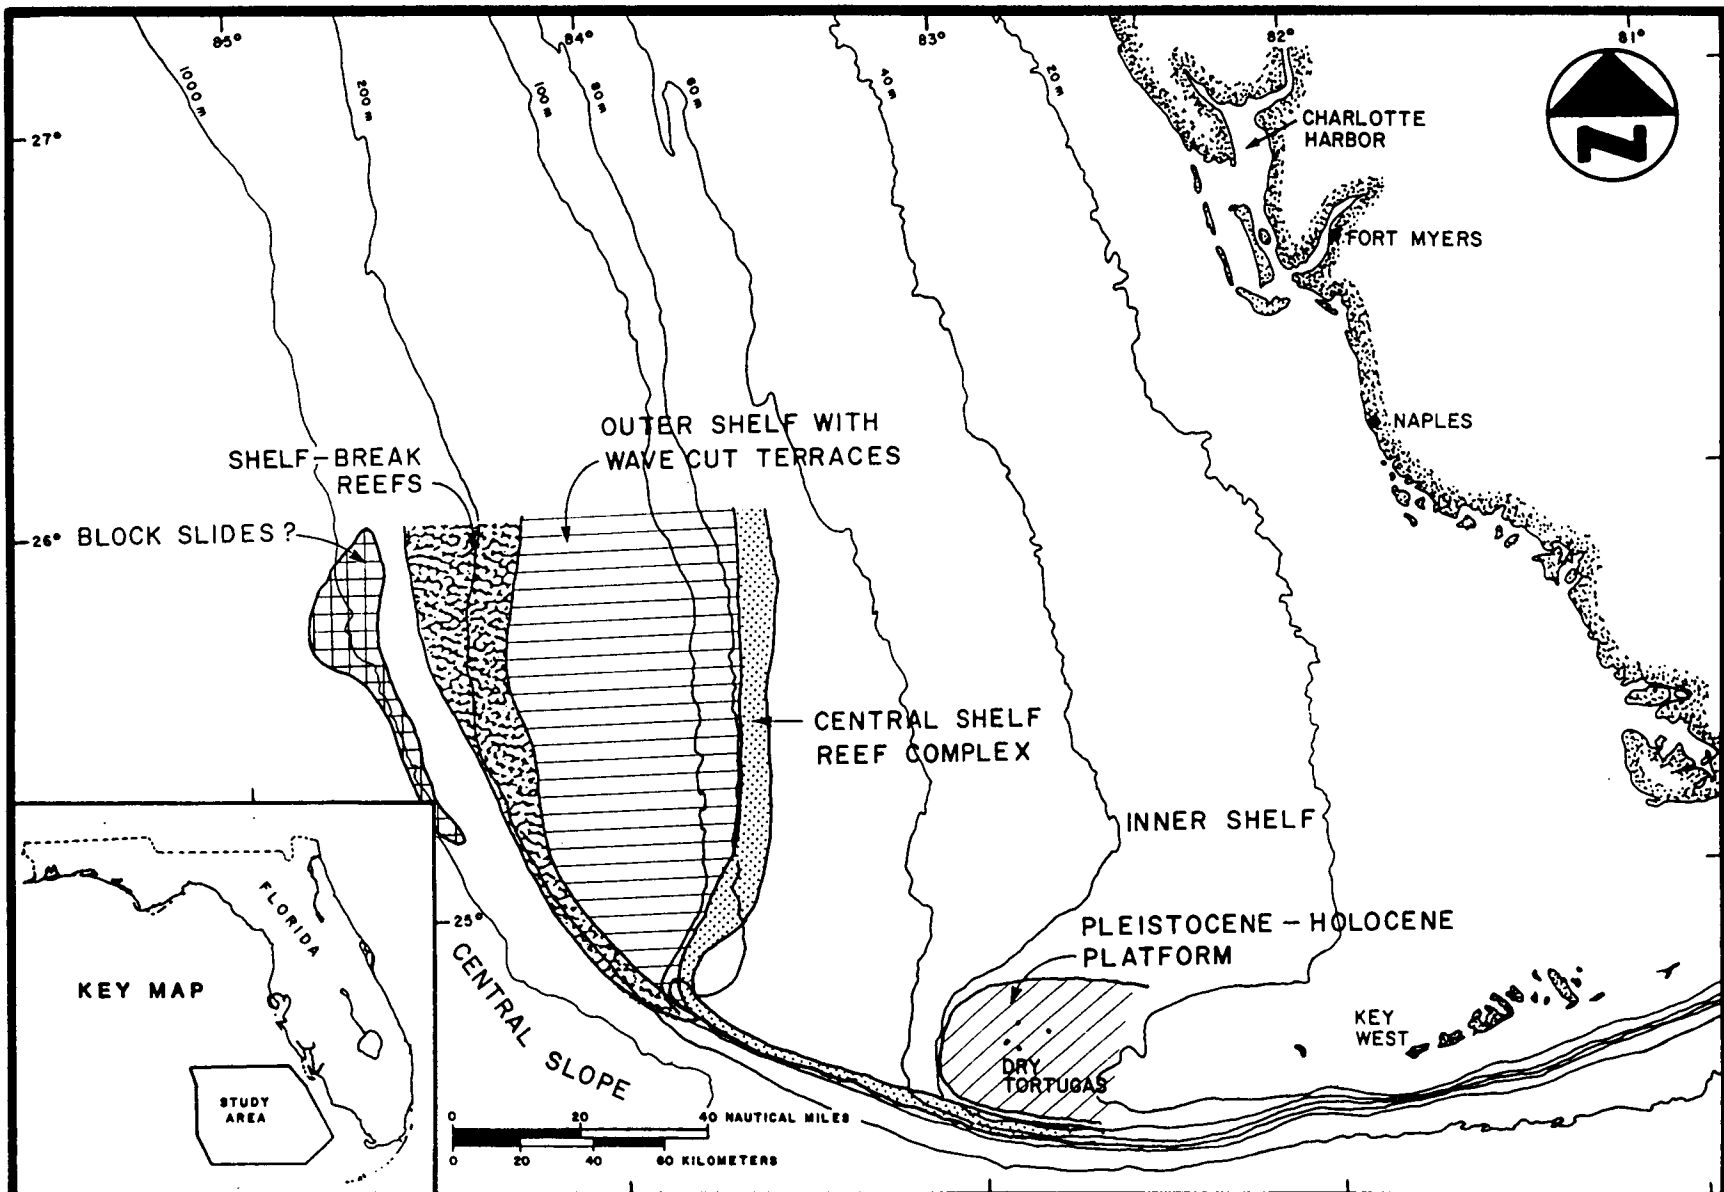 85°
84°
83°
82°
81°
1000 m
200 m
100 m
80 m
60 m
40 m
20 m
27°
CHARLOTTE
HARBOR
N
FORT MYERS
NAPLES
OUTER SHELF WITH
WAVE CUT TERRACES
SHELF-BREAK
REEFS
26°
BLOCK SLIDES?
CENTRAL SHELF
REEF COMPLEX
INNER SHELF
25°
PLEISTOCENE-HOLOCENE
PLATFORM
FLORIDA
KEY MAP
CENTRAL SLOPE
KEY
WEST
DRY
TORTUGAS
STUDY
AREA
0 20 40 NAUTICAL MILES
0 20 40 60 KILOMETERS